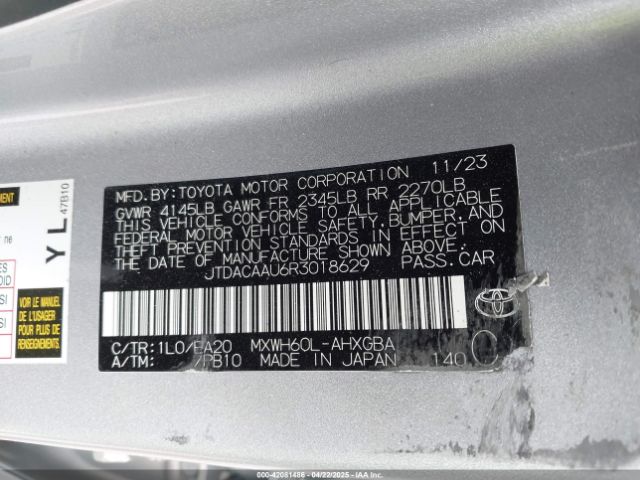 MFD. BY: TOYOTA MOTOR CORPORATION 11/23
GVWR 4145LB GAWR FR 2345LB RR 2270LB
THIS VEHICLE CONFORMS TO ALL APPLICABLE
FEDERAL MOTOR VEHICLE SAFETY, BUMPER, AND
THEFT PREVENTION STANDARDS IN EFFECT ON
THE DATE OF MANUFACTURE SHOWN ABOVE.
JTDACAAU6R3018629 PASS. CAR
C/TR: 1L0/EA20 MXWH60L-AHXGBA
A/TM: PB10 MADE IN JAPAN 140 C
YL
47B10
VOIR LE
MANUEL DE
L'USAGER
POUR PLUS DE
RENSEIGNEMENTS
000-42081486 - 04/22/2025 - IAAI.COM